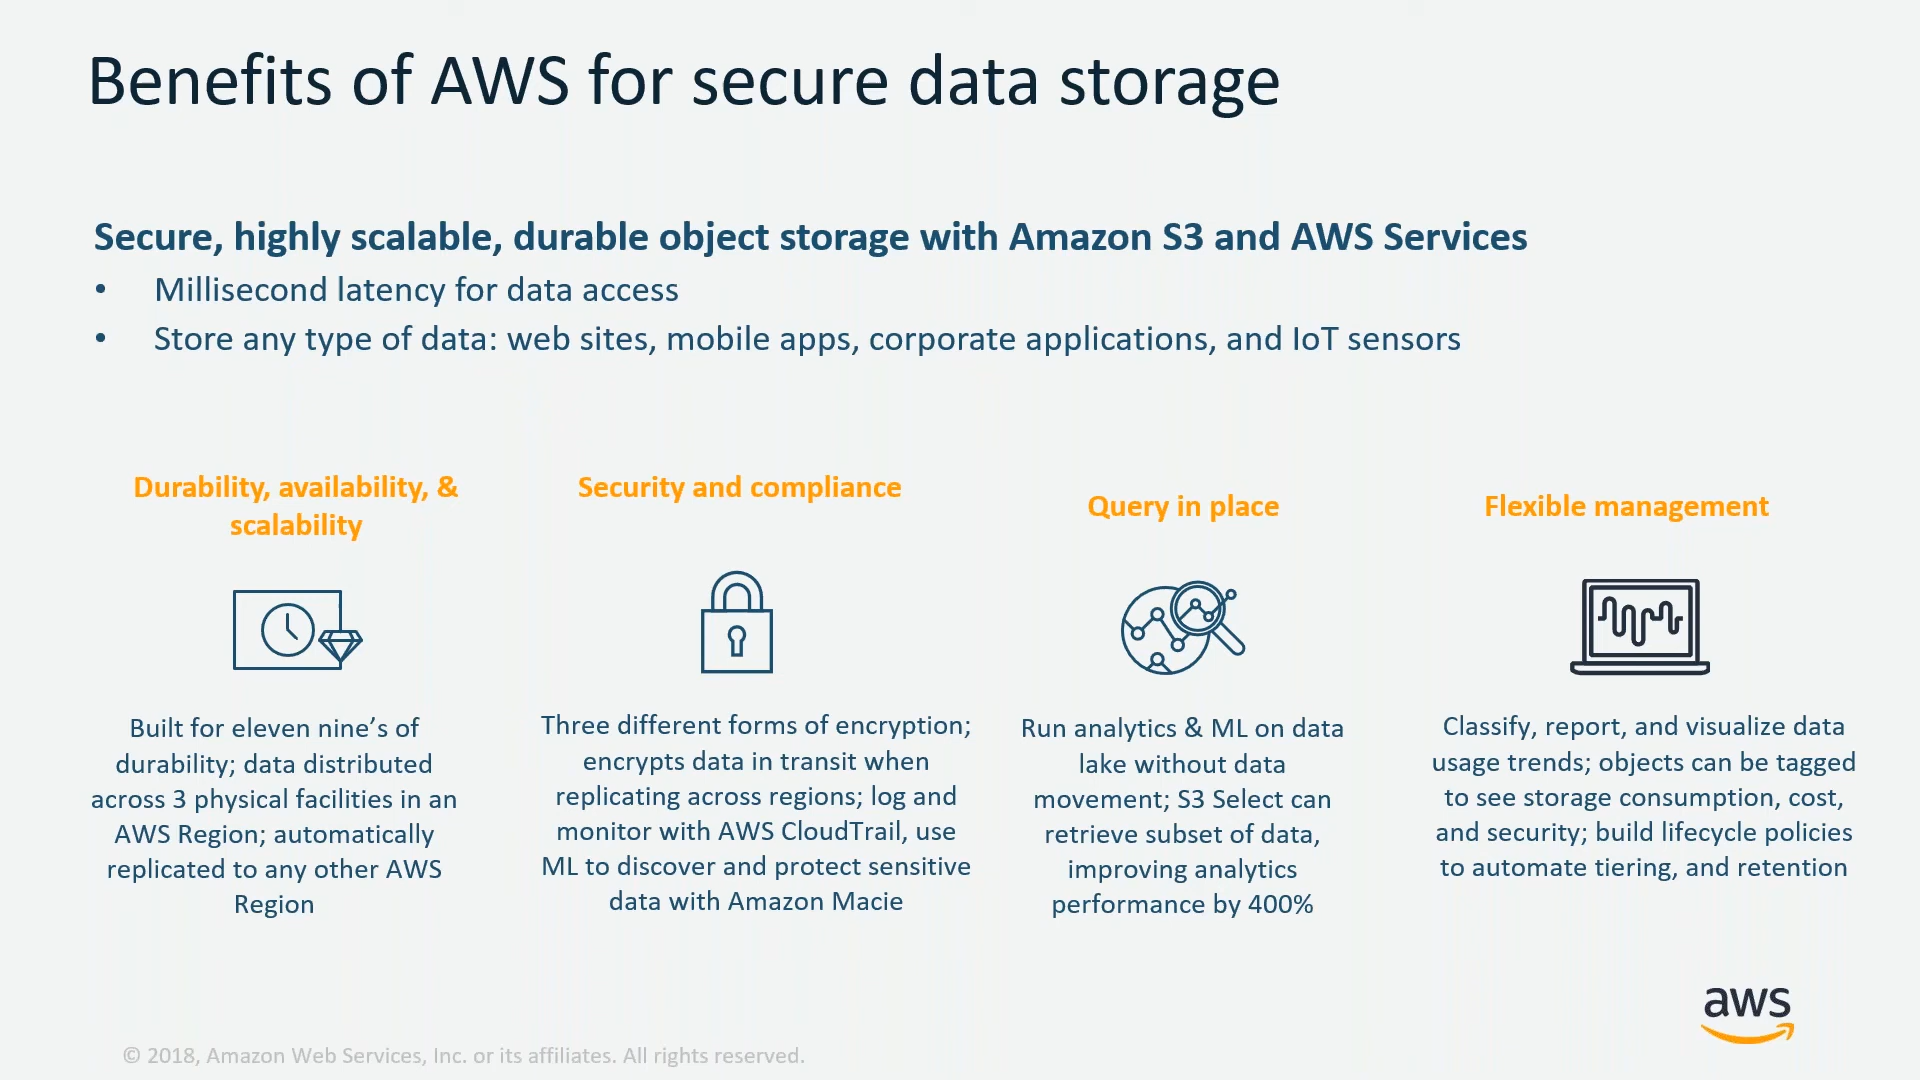 Benefits of AWS for secure data storage
Secure, highly scalable, durable object storage with Amazon S3 and AWS Services
• Millisecond latency for data access
• Store any type of data: web sites, mobile apps, corporate applications, and IoT sensors
Durability, availability, &
scalability
Built for eleven nine’s of
durability; data distributed
across 3 physical facilities in an
AWS Region; automatically
replicated to any other AWS
Region
Security and compliance
Three different forms of encryption;
encrypts data in transit when
replicating across regions; log and
monitor with AWS CloudTrail, use
ML to discover and protect sensitive
data with Amazon Macie
Query in place
Run analytics & ML on data
lake without data
movement; S3 Select can
retrieve subset of data,
improving analytics
performance by 400%
Flexible management
Classify, report, and visualize data
usage trends; objects can be tagged
to see storage consumption, cost,
and security; build lifecycle policies
to automate tiering, and retention
aws
© 2018, Amazon Web Services, Inc. or its affiliates. All rights reserved.